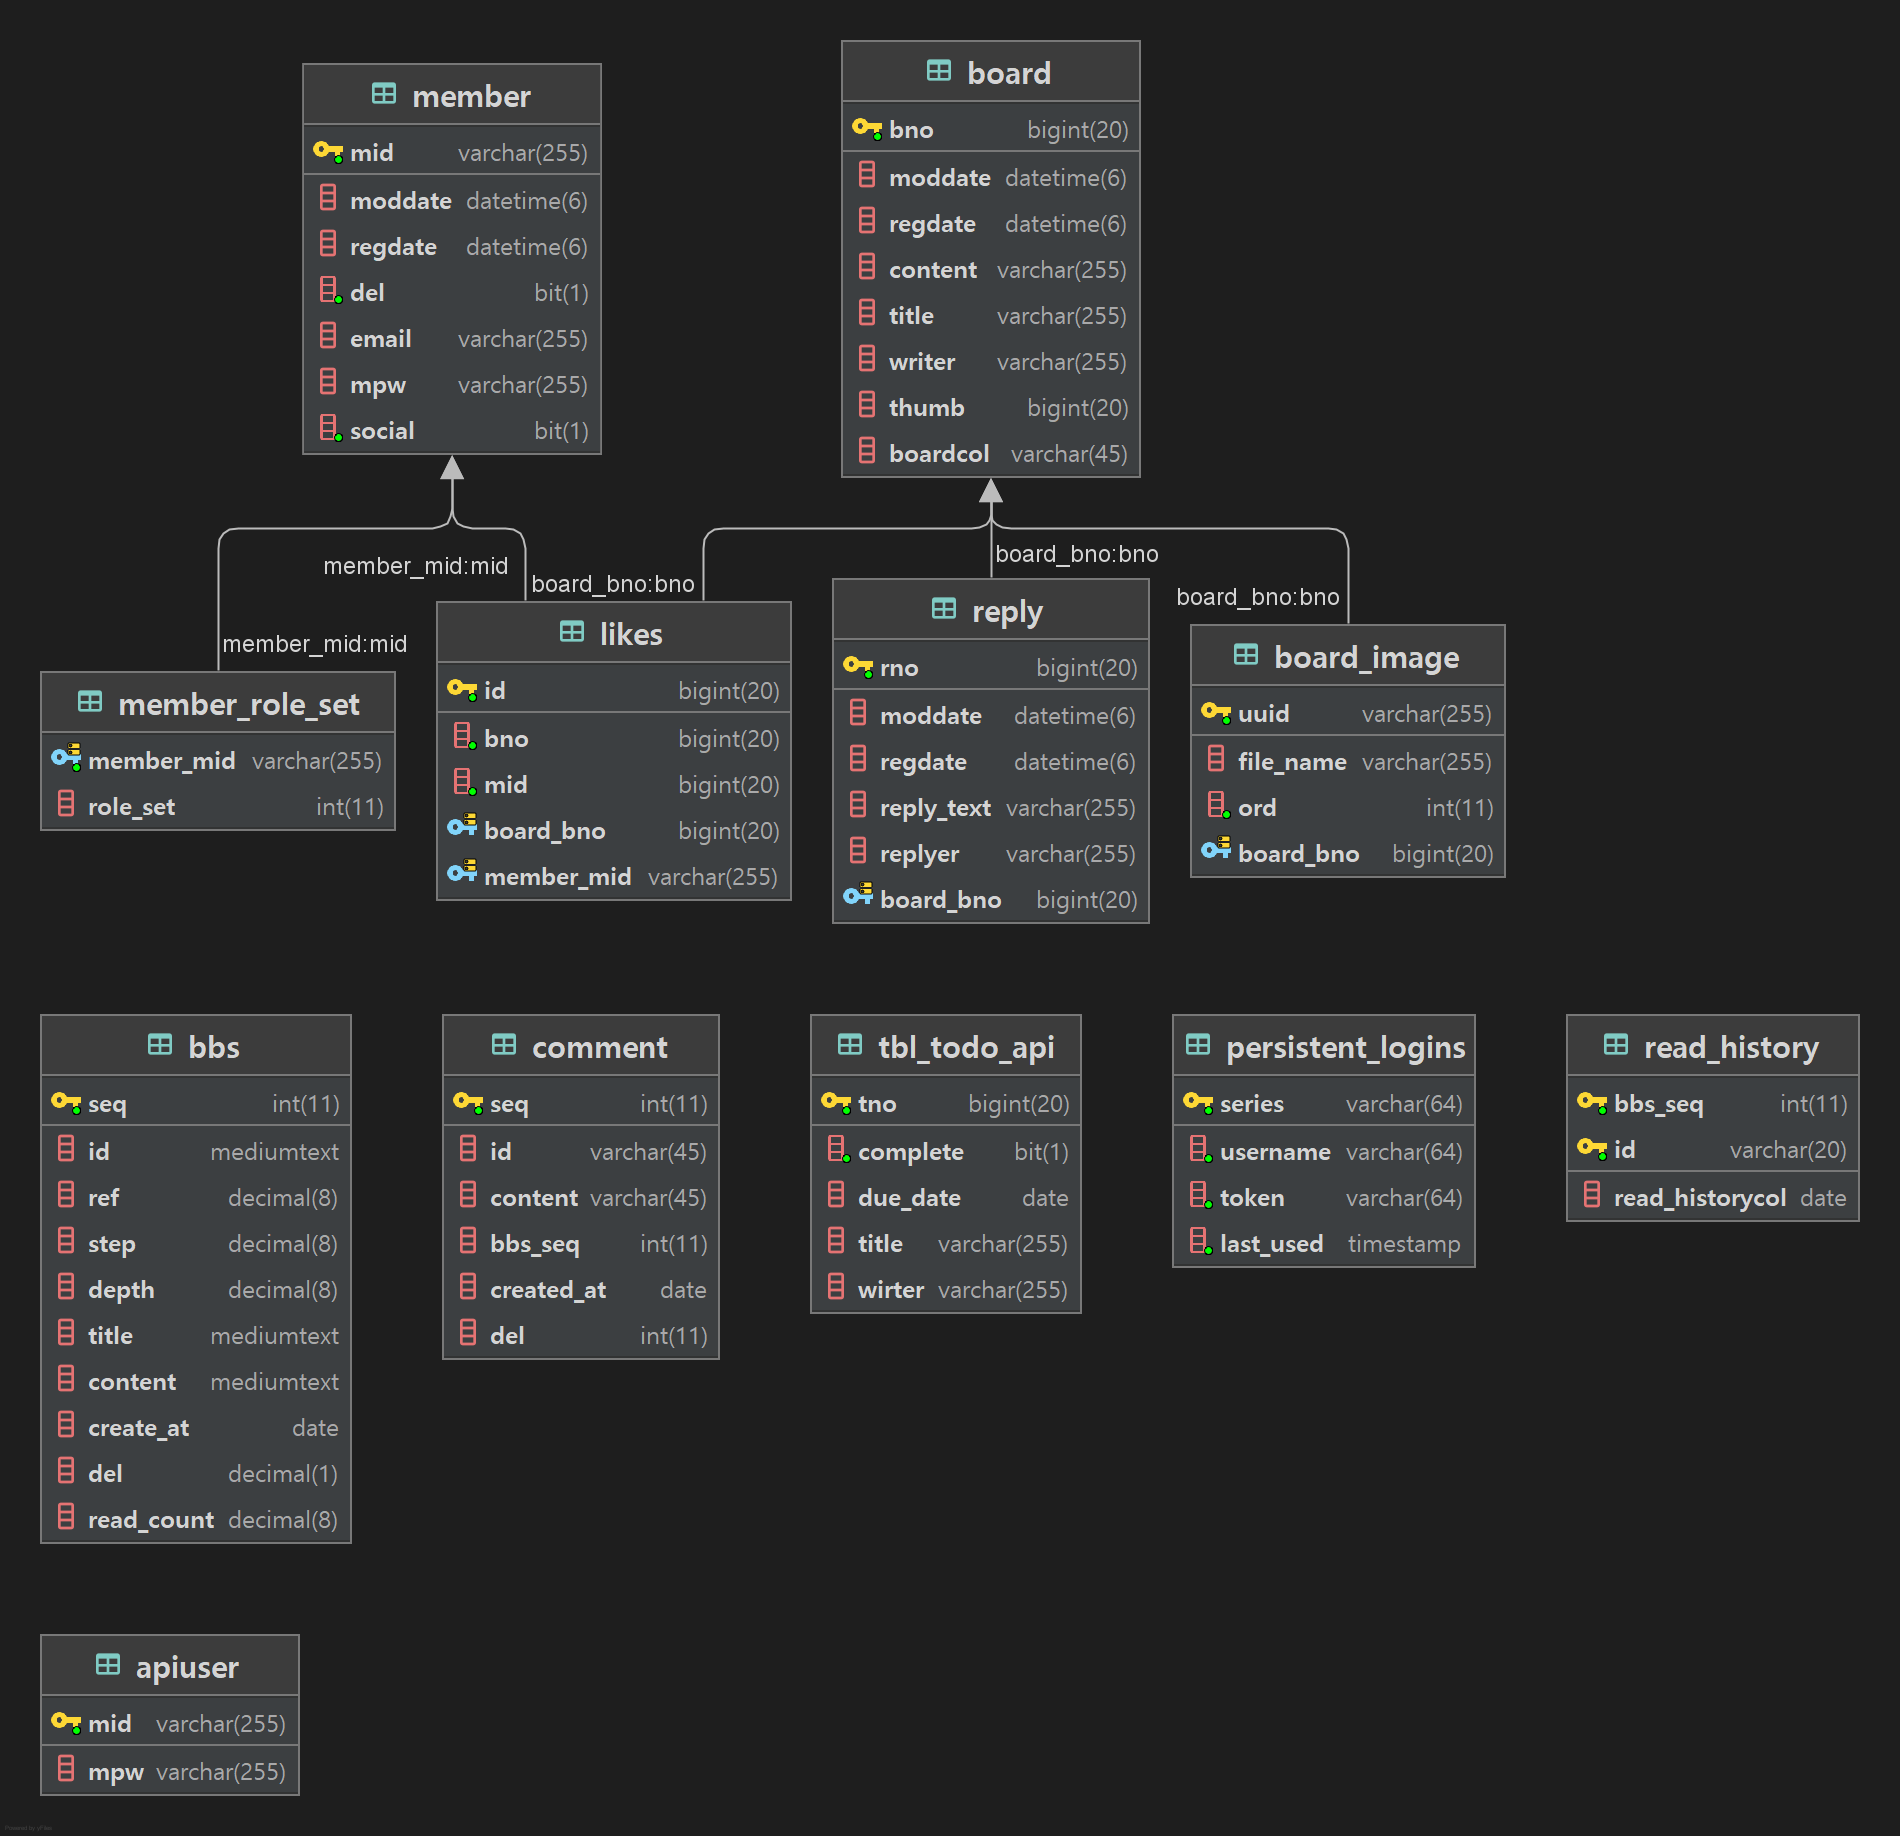 member
mid varchar(255)
moddate datetime(6)
regdate datetime(6)
del bit(1)
email varchar(255)
mpw varchar(255)
social bit(1)
board
bno bigint(20)
moddate datetime(6)
regdate datetime(6)
content varchar(255)
title varchar(255)
writer varchar(255)
thumb bigint(20)
boardcol varchar(45)
member_mid:mid
board_bno:bno
board_bno:bno
board_bno:bno
member_mid:mid
member_role_set
member_mid varchar(255)
role_set int(11)
likes
id bigint(20)
bno bigint(20)
mid bigint(20)
board_bno bigint(20)
member_mid varchar(255)
reply
rno bigint(20)
moddate datetime(6)
regdate datetime(6)
reply_text varchar(255)
replyer varchar(255)
board_bno bigint(20)
board_image
uuid varchar(255)
file_name varchar(255)
ord int(11)
board_bno bigint(20)
bbs
seq int(11)
id mediumtext
ref decimal(8)
step decimal(8)
depth decimal(8)
title mediumtext
content mediumtext
create_at date
del decimal(1)
read_count decimal(8)
comment
seq int(11)
id varchar(45)
content varchar(45)
bbs_seq int(11)
created_at date
del int(11)
tbl_todo_api
tno bigint(20)
complete bit(1)
due_date date
title varchar(255)
wirter varchar(255)
persistent_logins
series varchar(64)
username varchar(64)
token varchar(64)
last_used timestamp
read_history
bbs_seq int(11)
id varchar(20)
read_historycol date
apiuser
mid varchar(255)
mpw varchar(255)
Powered by yFiles